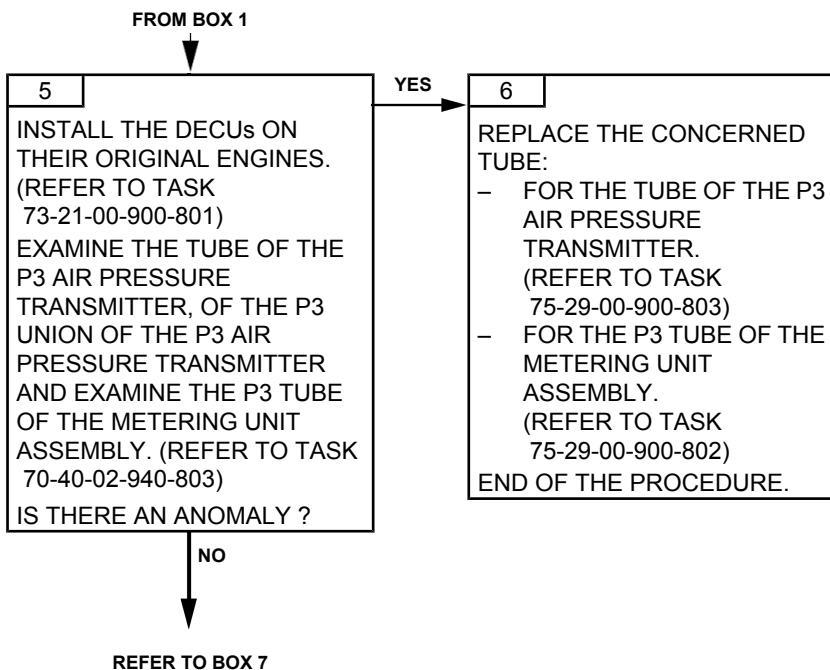 FROM BOX 1
5
INSTALL THE DECUs ON
THEIR ORIGINAL ENGINES.
(REFER TO TASK
73-21-00-900-801)
EXAMINE THE TUBE OF THE
P3 AIR PRESSURE
TRANSMITTER, OF THE P3
UNION OF THE P3 AIR
PRESSURE TRANSMITTER
AND EXAMINE THE P3 TUBE
OF THE METERING UNIT
ASSEMBLY. (REFER TO TASK
70-40-02-940-803)
IS THERE AN ANOMALY ?
YES
6
REPLACE THE CONCERNED
TUBE:
– FOR THE TUBE OF THE P3
AIR PRESSURE
TRANSMITTER.
(REFER TO TASK
75-29-00-900-803)
– FOR THE P3 TUBE OF THE
METERING UNIT
ASSEMBLY.
(REFER TO TASK
75-29-00-900-802)
END OF THE PROCEDURE.
NO
REFER TO BOX 7